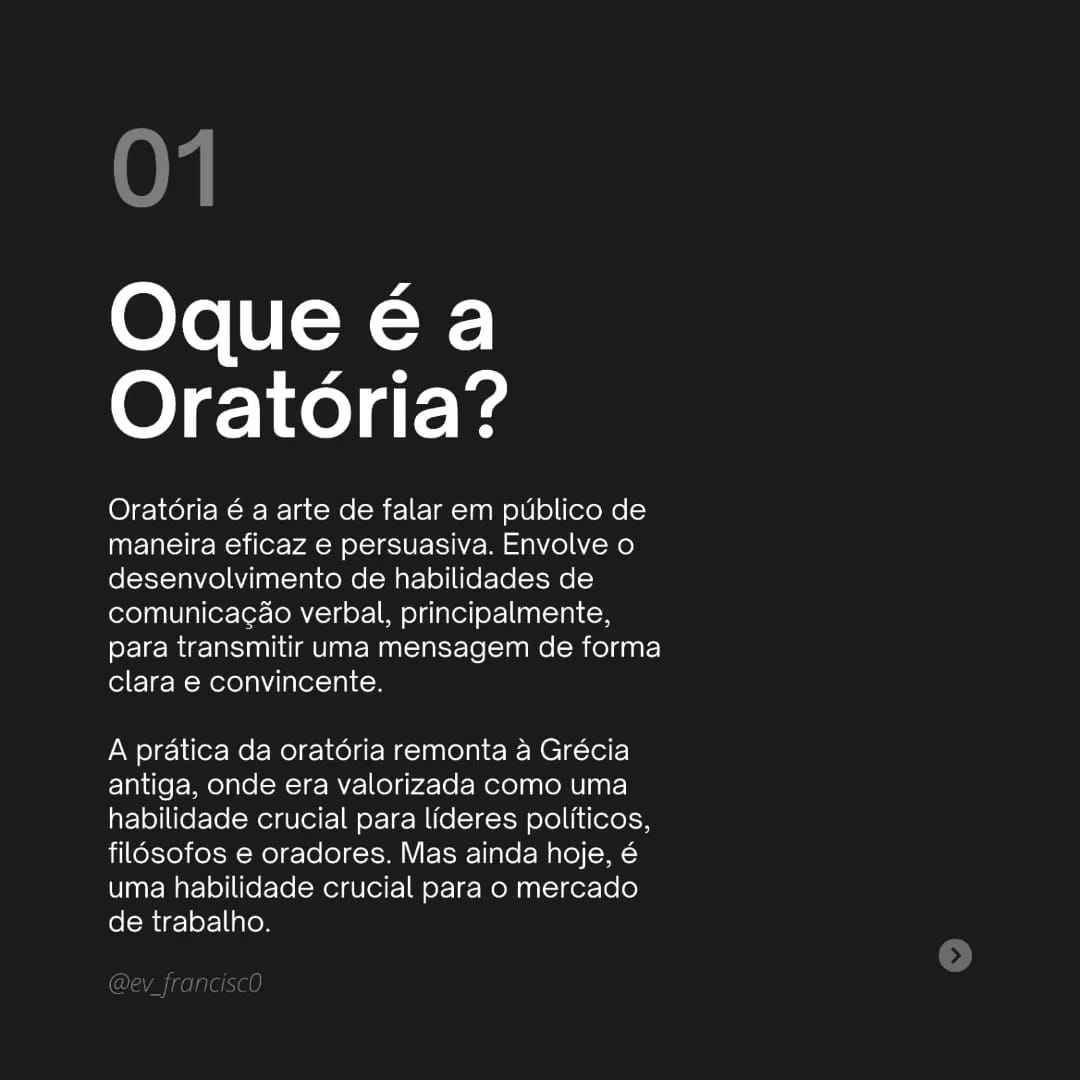 01
Oque é a
Oratória?
Oratória é a arte de falar em público de
maneira eficaz e persuasiva. Envolve o
desenvolvimento de habilidades de
comunicação verbal, principalmente,
para transmitir uma mensagem de forma
clara e convincente.
A prática da oratória remonta à Grécia
antiga, onde era valorizada como uma
habilidade crucial para líderes políticos,
filósofos e oradores. Mas ainda hoje, é
uma habilidade crucial para o mercado
de trabalho.
@ev_francisc0